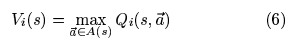 V_i(s) = \max_{\vec{a} \in A(s)} Q_i(s, \vec{a}) (6)